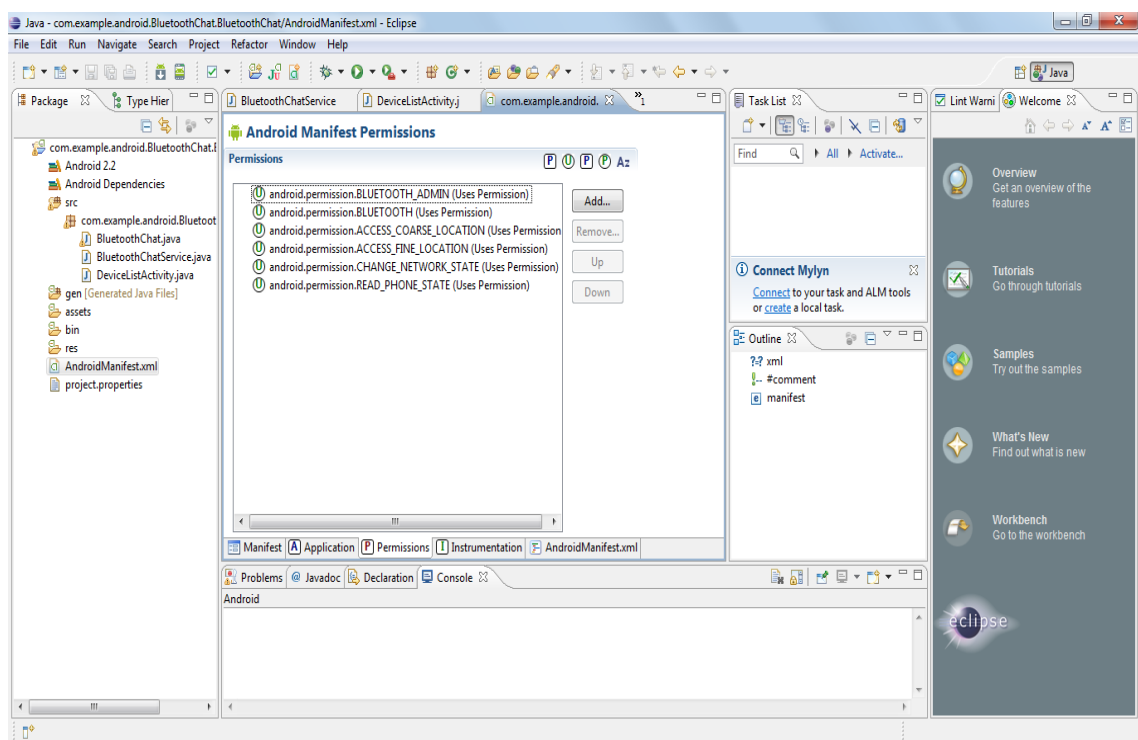 Java - com.example.android.BluetoothChat.BluetoothChat/AndroidManifest.xml - Eclipse
File Edit Run Navigate Search Project Refactor Window Help
Java
Package
Type Hier
com.example.android.BluetoothChat.
Android 2.2
Android Dependencies
src
com.example.android.Bluetoot
BluetoothChat.java
BluetoothChatService.java
DeviceListActivity.java
gen [Generated Java Files]
assets
bin
res
AndroidManifest.xml
project.properties
BluetoothChatService
DeviceListActivity.j
com.example.android.
»1
Android Manifest Permissions
Permissions
P U P P Az
U android.permission.BLUETOOTH_ADMIN (Uses Permission)
U android.permission.BLUETOOTH (Uses Permission)
U android.permission.ACCESS_COARSE_LOCATION (Uses Permission
U android.permission.ACCESS_FINE_LOCATION (Uses Permission)
U android.permission.CHANGE_NETWORK_STATE (Uses Permission)
U android.permission.READ_PHONE_STATE (Uses Permission)
Add...
Remove...
Up
Down
Manifest A Application P Permissions I Instrumentation AndroidManifest.xml
Problems @ Javadoc Declaration Console
Android
Task List
Find All Activate...
Connect Mylyn
Connect to your task and ALM tools
or create a local task.
Outline
?=? xml
!-- #comment
e manifest
Lint Warni
Welcome
Overview
Get an overview of the
features
Tutorials
Go through tutorials
Samples
Try out the samples
What's New
Find out what is new
Workbench
Go to the workbench
eclipse